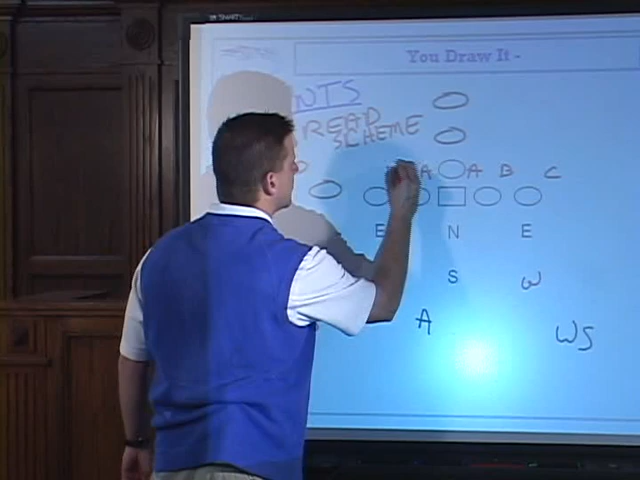 You Draw It -
NTS
READ
SCHEME
A A B C
E N E
S W
A WS